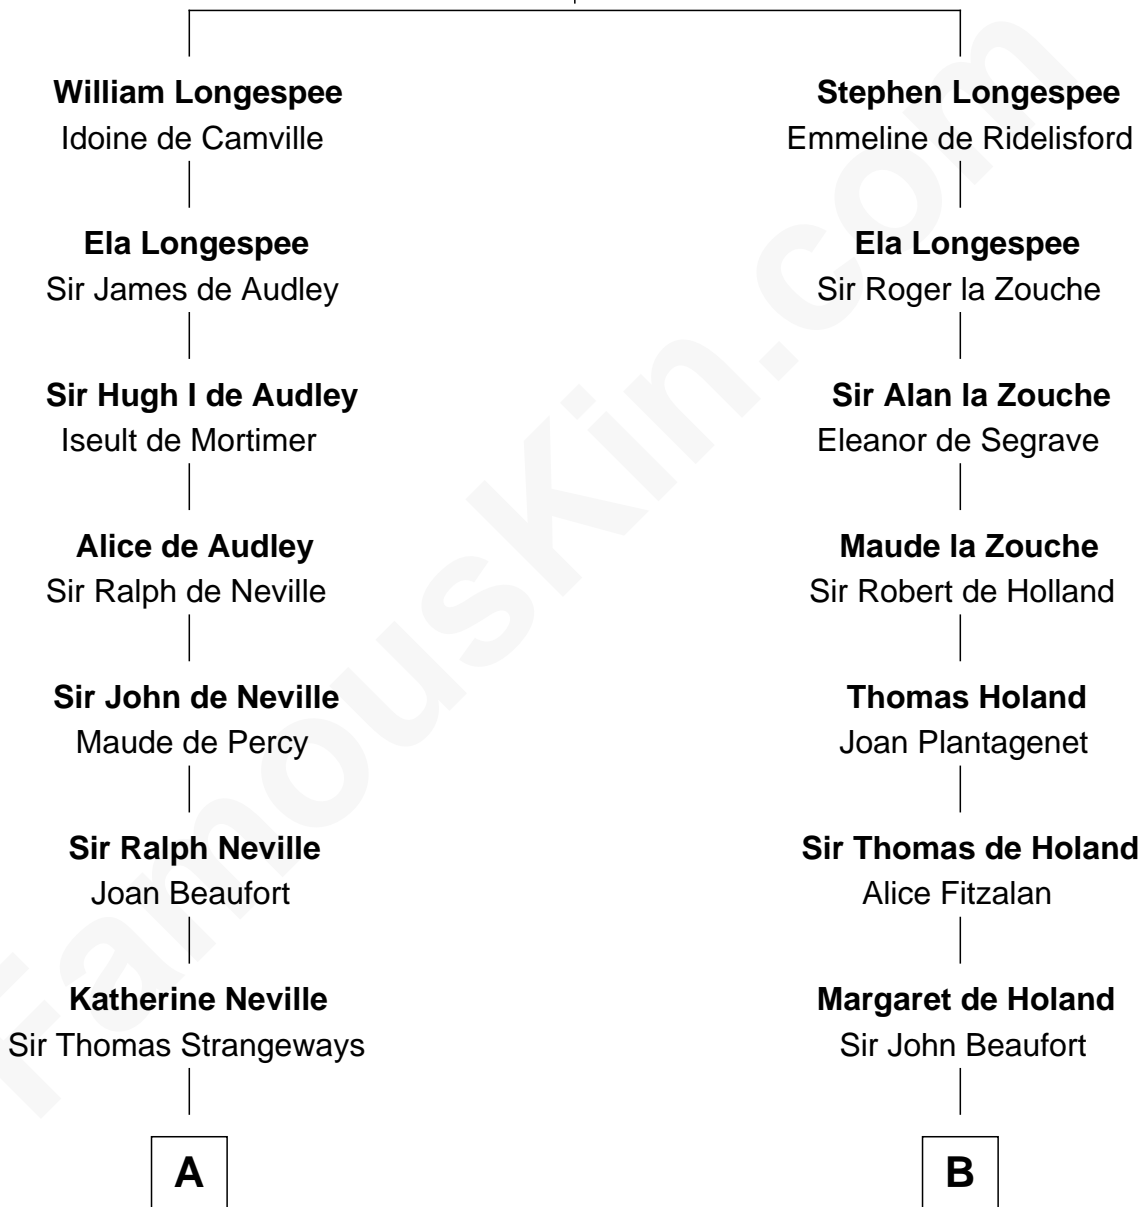 William Longespee
Idoine de Camville
Ela Longespee
Sir James de Audley
Sir Hugh I de Audley
Iseult de Mortimer
Alice de Audley
Sir Ralph de Neville
Sir John de Neville
Maude de Percy
Sir Ralph Neville
Joan Beaufort
Katherine Neville
Sir Thomas Strangeways
A
Stephen Longespee
Emmeline de Ridelisford
Ela Longespee
Sir Roger la Zouche
Sir Alan la Zouche
Eleanor de Segrave
Maude la Zouche
Sir Robert de Holland
Thomas Holand
Joan Plantagenet
Sir Thomas de Holand
Alice Fitzalan
Margaret de Holand
Sir John Beaufort
B
FamousKin.com